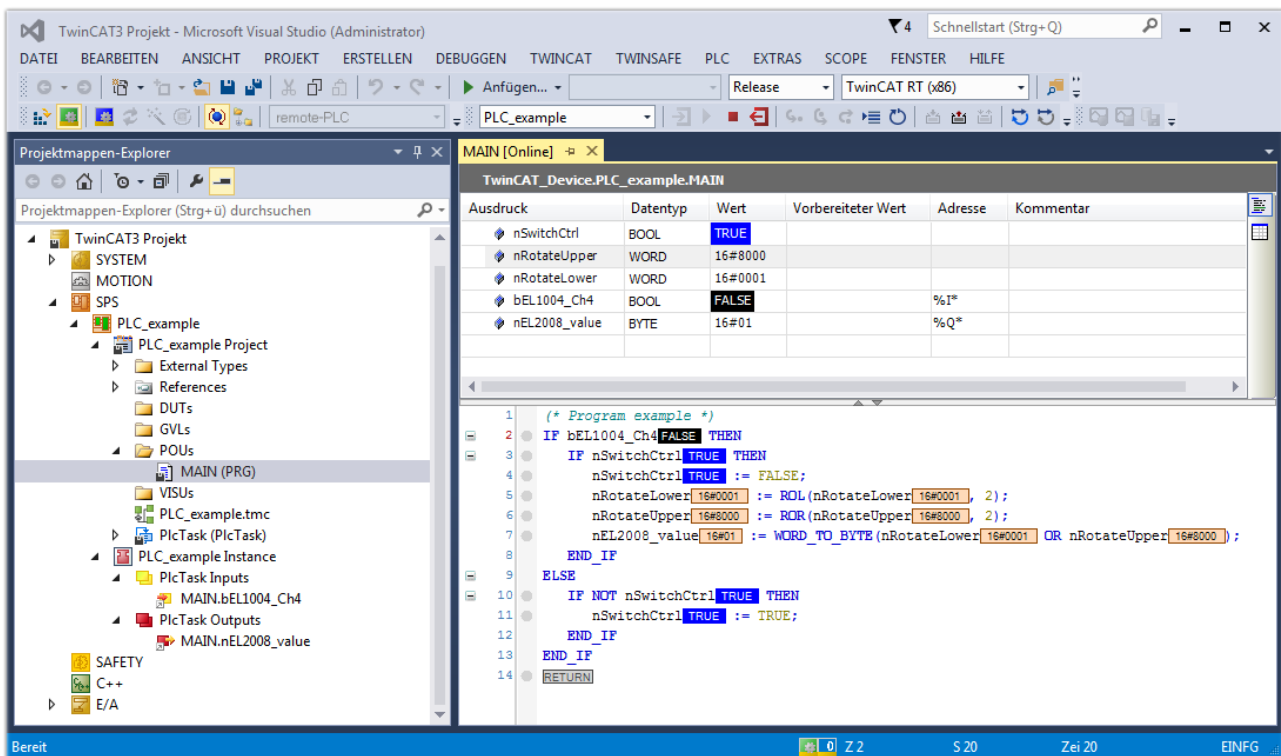 TwinCAT3 Projekt - Microsoft Visual Studio (Administrator) 4 Schnellstart (Strg+Q)
DATEI BEARBEITEN ANSICHT PROJEKT ERSTELLEN DEBUGGEN TWINCAT TWINSAFE PLC EXTRAS SCOPE FENSTER HILFE
Anfügen... Release TwinCAT RT (x86)
remote-PLC PLC_example
Projektmappen-Explorer
Projektmappen-Explorer (Strg+ü) durchsuchen
TwinCAT3 Projekt
SYSTEM
MOTION
SPS
PLC_example
PLC_example Project
External Types
References
DUTs
GVLs
POUs
MAIN (PRG)
VISUs
PLC_example.tmc
PlcTask (PlcTask)
PLC_example Instance
PlcTask Inputs
MAIN.bEL1004_Ch4
PlcTask Outputs
MAIN.nEL2008_value
SAFETY
C++
E/A
MAIN [Online]
TwinCAT_Device.PLC_example.MAIN
Ausdruck Datentyp Wert Vorbereiteter Wert Adresse Kommentar
nSwitchCtrl BOOL TRUE
nRotateUpper WORD 16#8000
nRotateLower WORD 16#0001
bEL1004_Ch4 BOOL FALSE %I*
nEL2008_value BYTE 16#01 %Q*
1 (* Program example *)
2 IF bEL1004_Ch4 FALSE THEN
3 IF nSwitchCtrl TRUE THEN
4 nSwitchCtrl TRUE := FALSE;
5 nRotateLower 16#0001 := ROL(nRotateLower 16#0001 , 2);
6 nRotateUpper 16#8000 := ROR(nRotateUpper 16#8000 , 2);
7 nEL2008_value 16#01 := WORD_TO_BYTE(nRotateLower 16#0001 OR nRotateUpper 16#8000 );
8 END_IF
9 ELSE
10 IF NOT nSwitchCtrl TRUE THEN
11 nSwitchCtrl TRUE := TRUE;
12 END_IF
13 END_IF
14 RETURN
Bereit 0 Z 2 S 20 Zei 20 EINFG